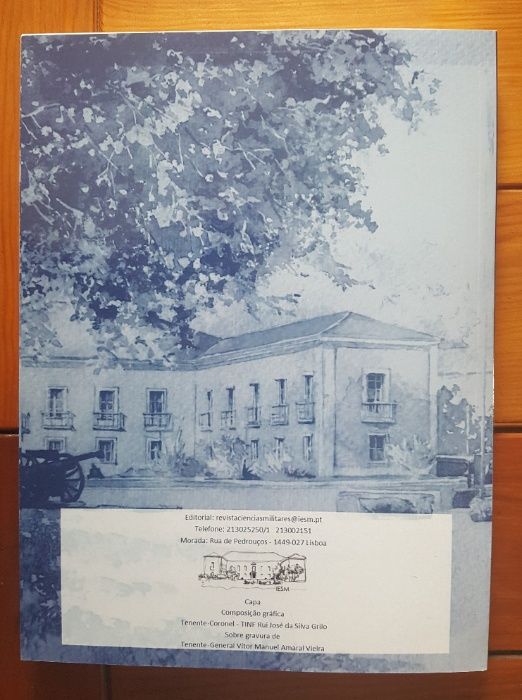 Editorial: revistacienciasmilitares@iesm.pt
Telefone: 213025250/1 213002151
Morada: Rua de Pedrouços - 1449-027 Lisboa
IESM
Capa
Composição gráfica
Tenente-Coronel - TINF Rui José da Silva Grilo
Sobre gravura de
Tenente-General Vítor Manuel Amaral Vieira